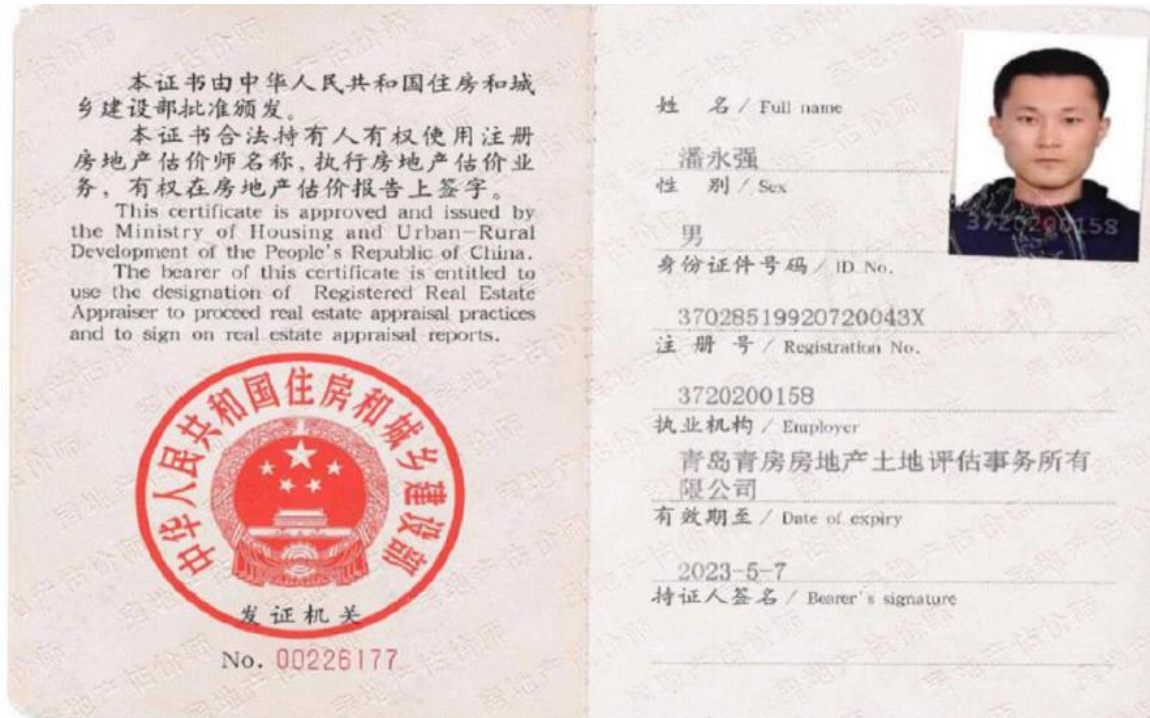 本证书由中华人民共和国住房和城
乡建设部批准颁发。
本证书合法持有人有权使用注册
房地产估价师名称，执行房地产估价业
务，有权在房地产估价报告上签字。
This certificate is approved and issued by
the Ministry of Housing and Urban-Rural
Development of the People's Republic of China.
The bearer of this certificate is entitled to
use the designation of Registered Real Estate
Appraiser to proceed real estate appraisal practices
and to sign on real estate appraisal reports.
中华人民共和国住房和城乡建设部
发证机关
No. 00226177
姓 名 / Full name
潘永强
性 别 / Sex
男
身份证件号码 / ID No.
37028519920720043X
注 册 号 / Registration No.
3720200158
执业机构 / Employer
青岛青房房地产土地评估事务所有
限公司
有效期至 / Date of expiry
2023-5-7
持证人签名 / Bearer's signature
3720200158
房地产估价师